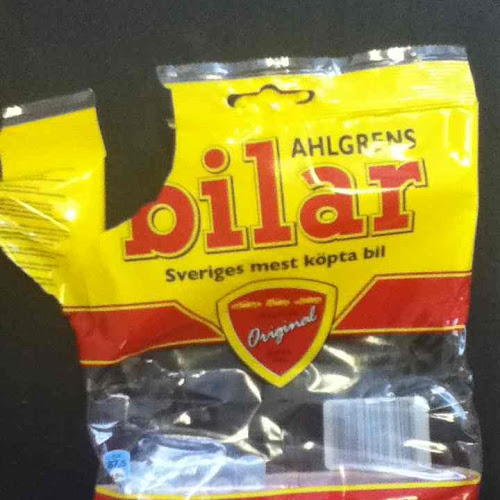 AHLGRENS
bilar
Sveriges mest köpta bil
Original